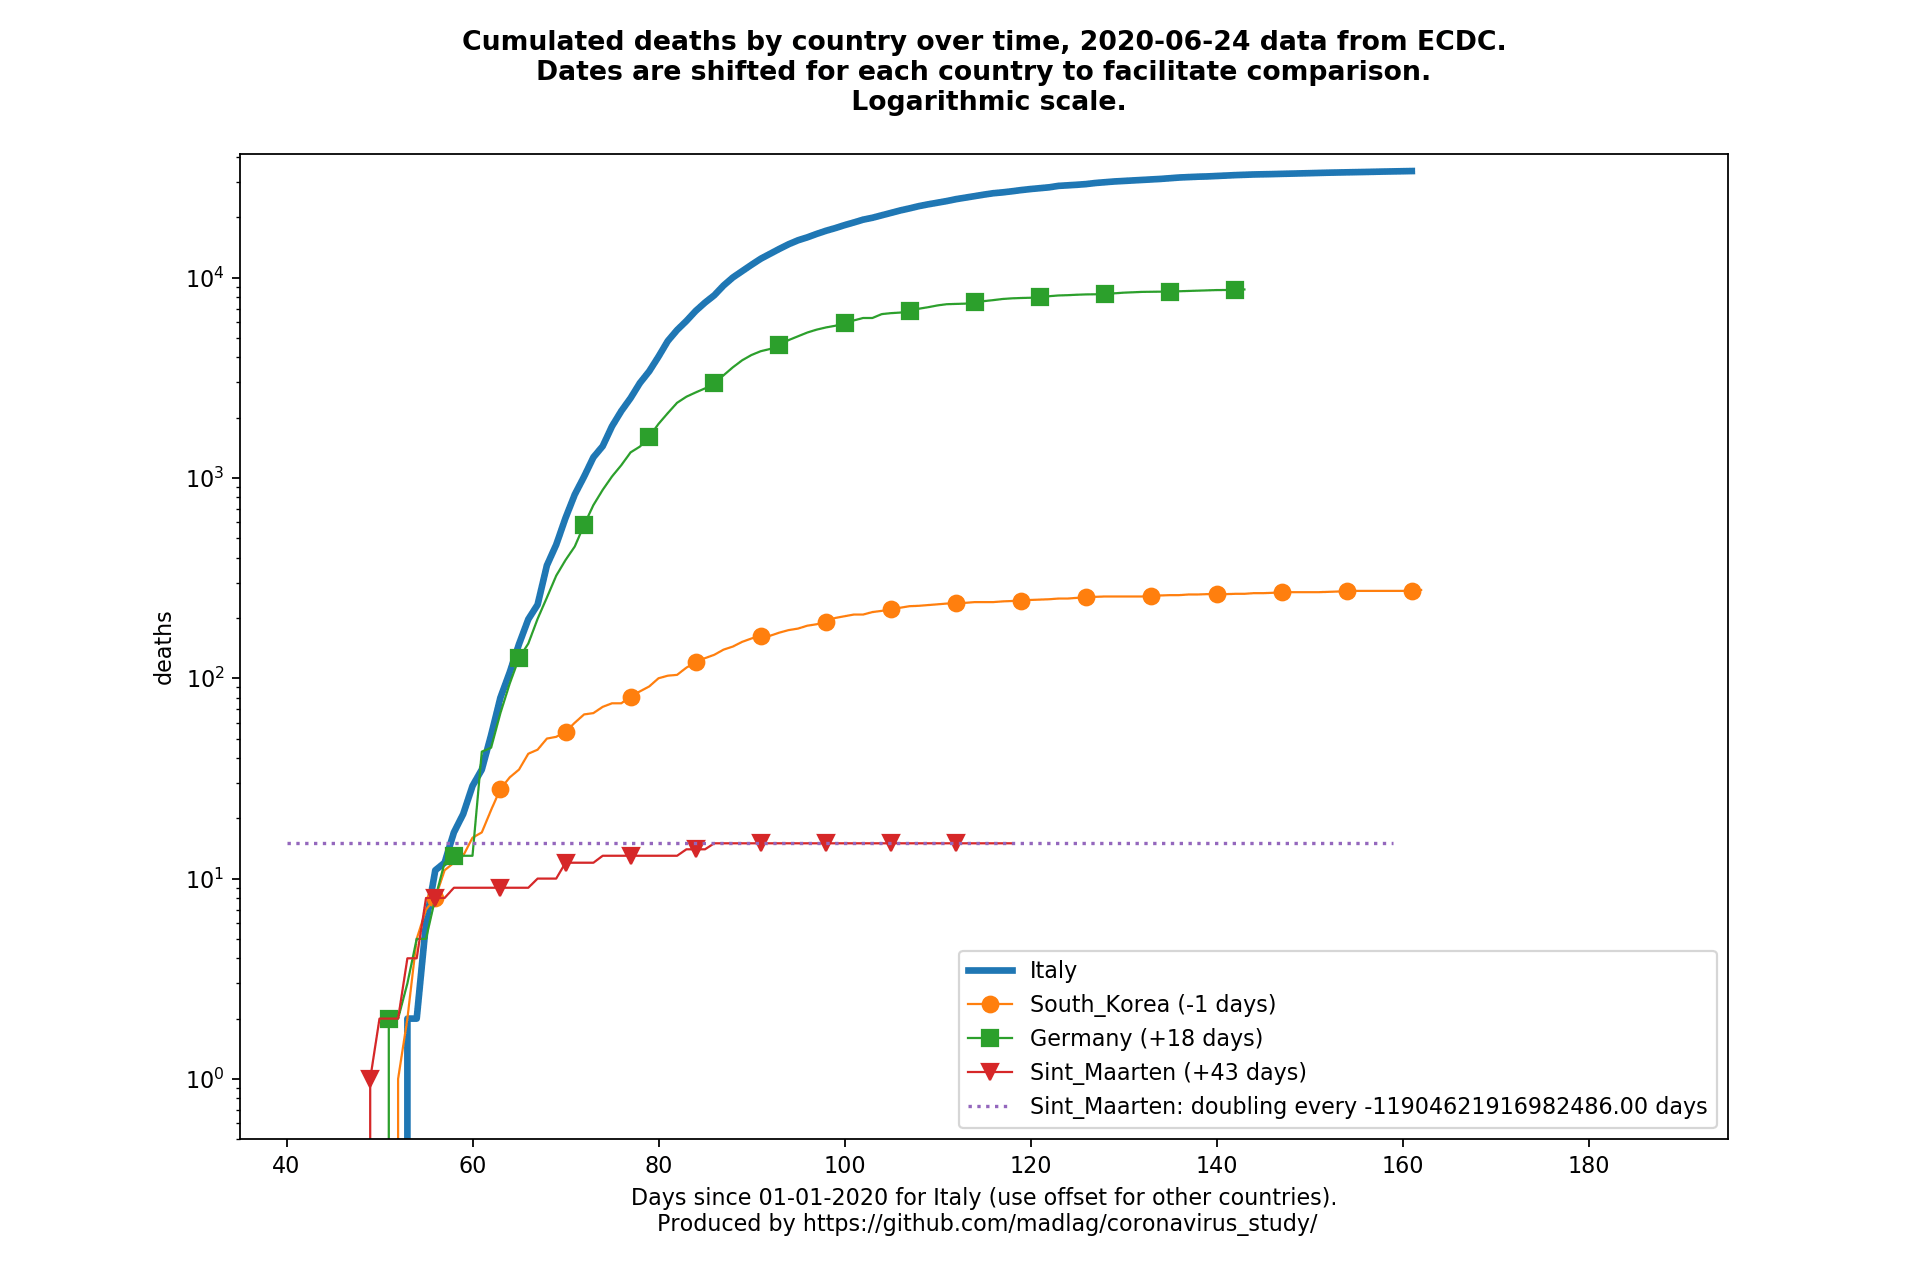 Cumulated deaths by country over time, 2020-06-24 data from ECDC.
Dates are shifted for each country to facilitate comparison.
Logarithmic scale.
deaths
10^4
10^3
10^2
10^1
10^0
Italy
South_Korea (-1 days)
Germany (+18 days)
Sint_Maarten (+43 days)
Sint_Maarten: doubling every -11904621916982486.00 days
40 60 80 100 120 140 160 180
Days since 01-01-2020 for Italy (use offset for other countries).
Produced by https://github.com/madlag/coronavirus_study/